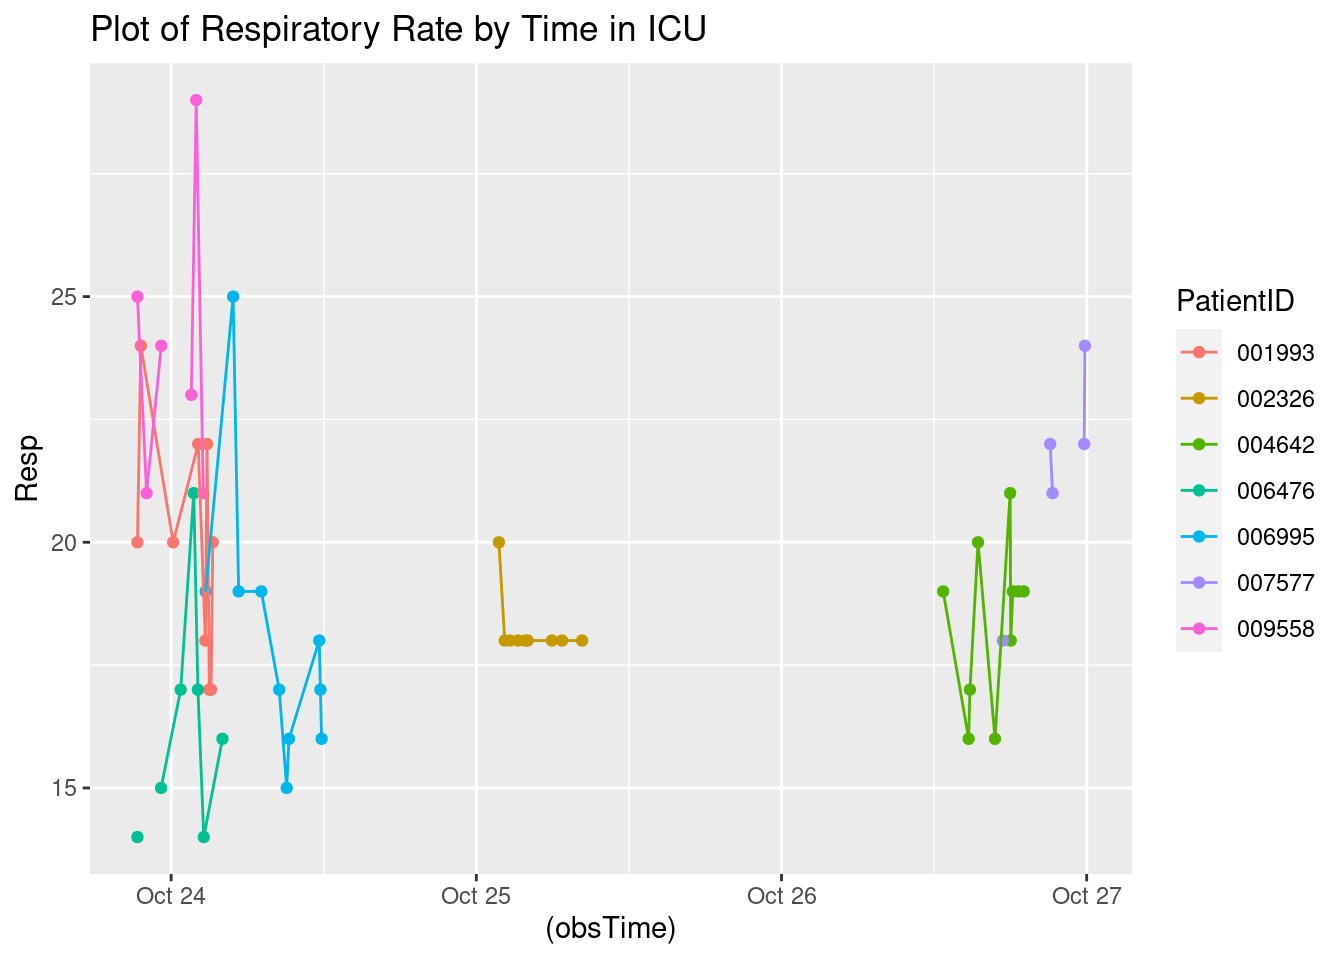 Plot of Respiratory Rate by Time in ICU
Resp
25
20
15
Oct 24
Oct 25
Oct 26
Oct 27
(obsTime)
PatientID
001993
002326
004642
006476
006995
007577
009558